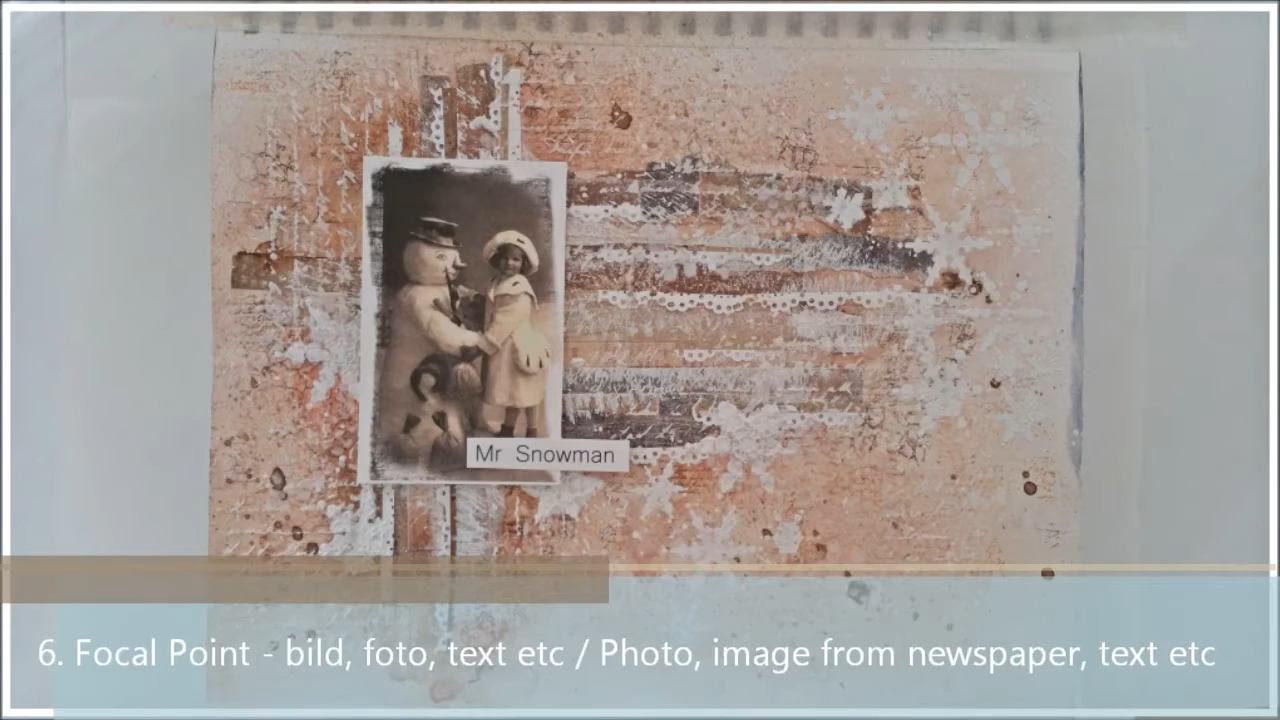 Mr Snowman
6. Focal Point - bild, foto, text etc / Photo, image from newspaper, text etc